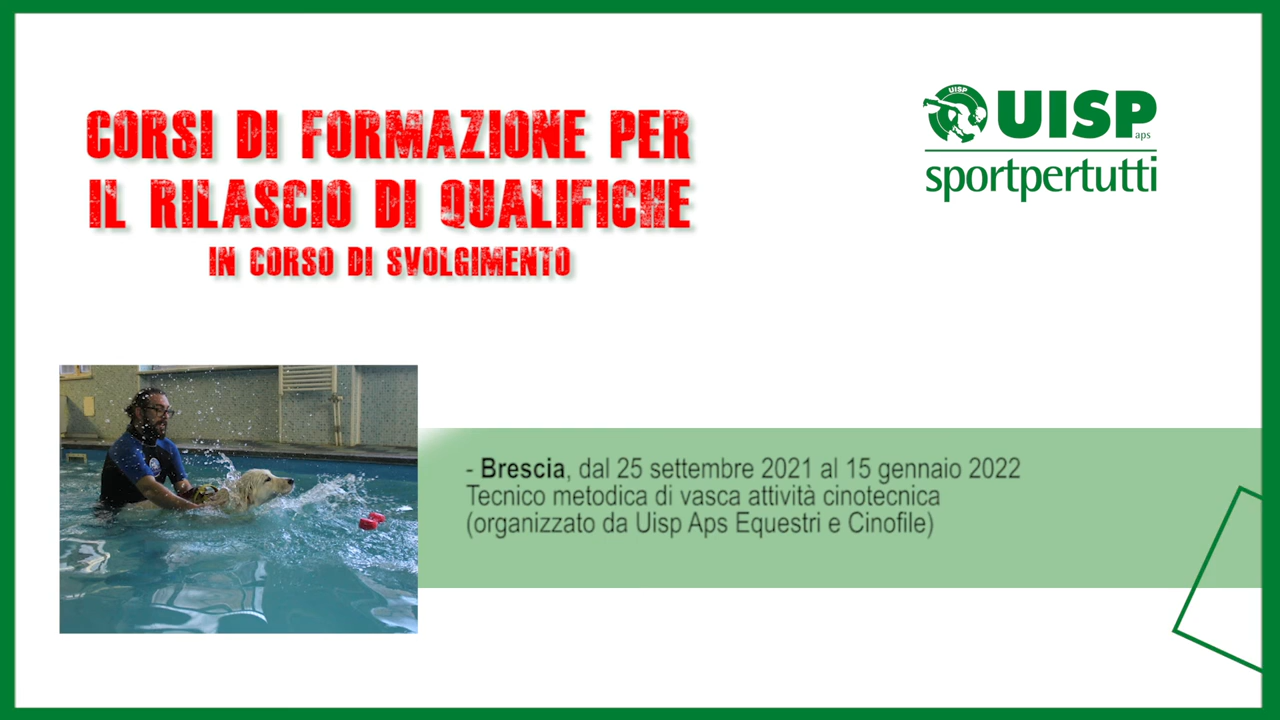 CORSI DI FORMAZIONE PER
IL RILASCIO DI QUALIFICHE
IN CORSO DI SVOLGIMENTO
UISP
UISP
aps
sportpertutti
- Brescia, dal 25 settembre 2021 al 15 gennaio 2022
Tecnico metodica di vasca attività cinotecnica
(organizzato da Uisp Aps Equestri e Cinofile)